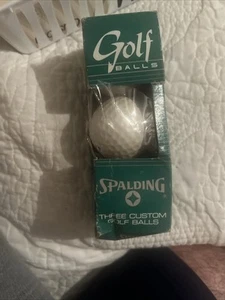 Golf
BALLS
SPALDING
THREE CUSTOM
GOLF BALLS